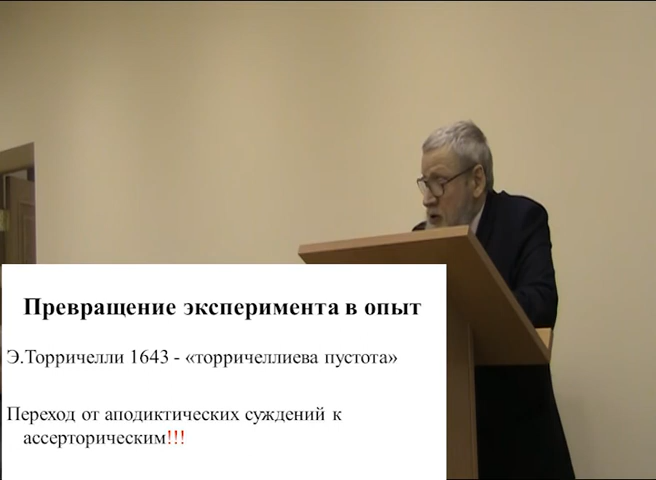 Превращение эксперимента в опыт
Э.Торричелли 1643 - «торричеллиева пустота»
Переход от аподиктических суждений к
ассерторическим!!!